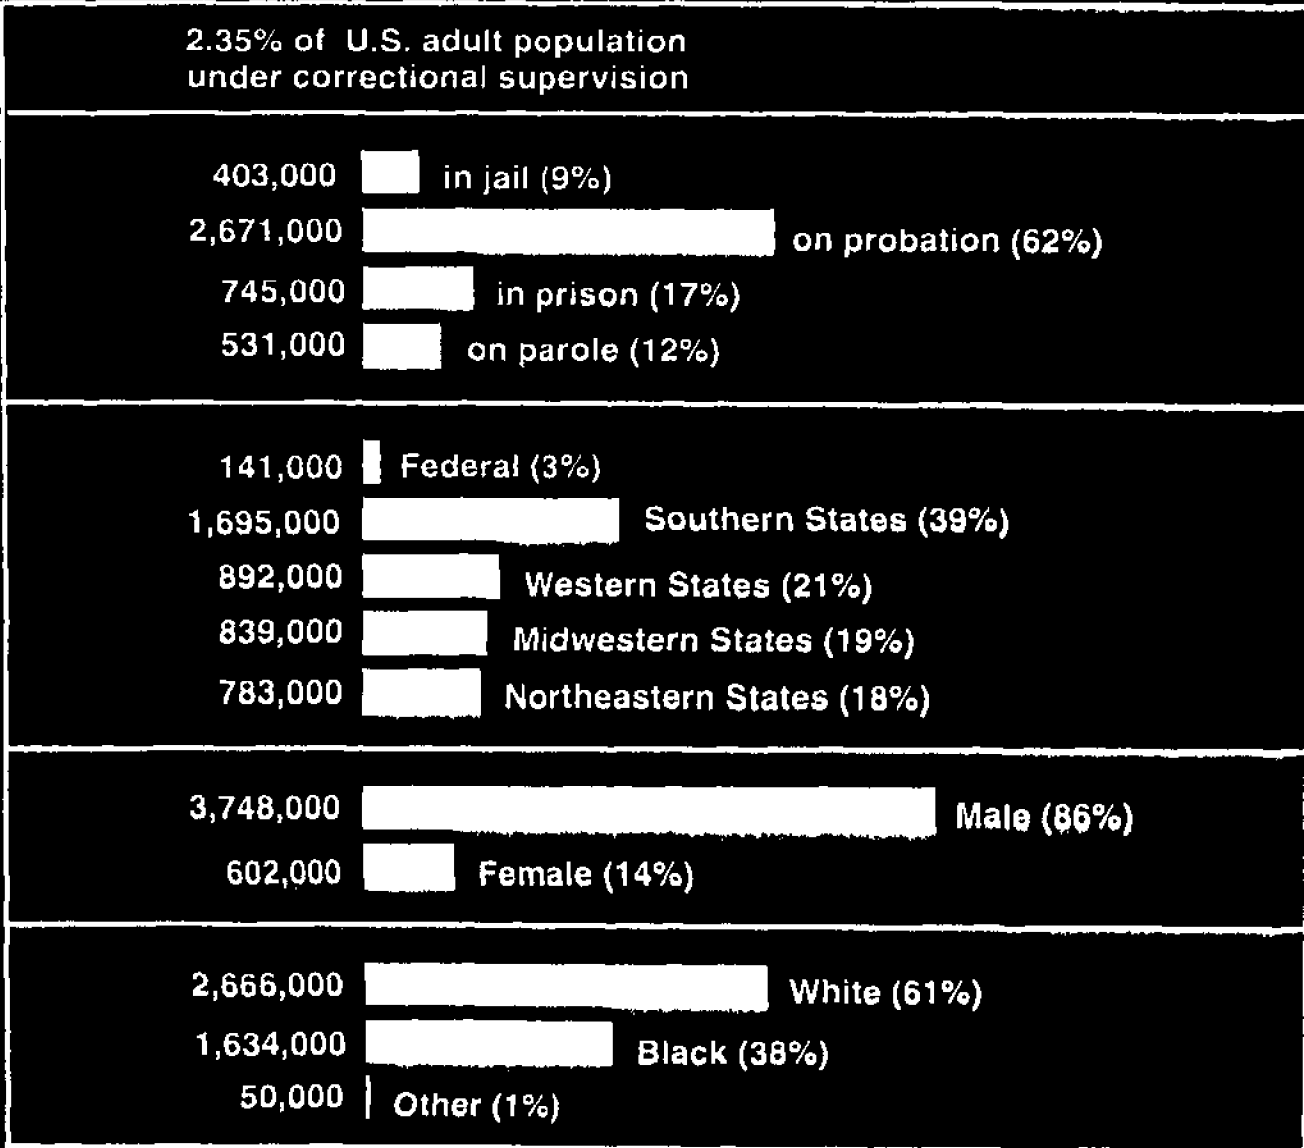 2.35% of U.S. adult population
under correctional supervision
403,000 in jail (9%)
2,671,000 on probation (62%)
745,000 in prison (17%)
531,000 on parole (12%)
141,000 Federal (3%)
1,695,000 Southern States (39%)
892,000 Western States (21%)
839,000 Midwestern States (19%)
783,000 Northeastern States (18%)
3,748,000 Male (86%)
602,000 Female (14%)
2,666,000 White (61%)
1,634,000 Black (38%)
50,000 Other (1%)